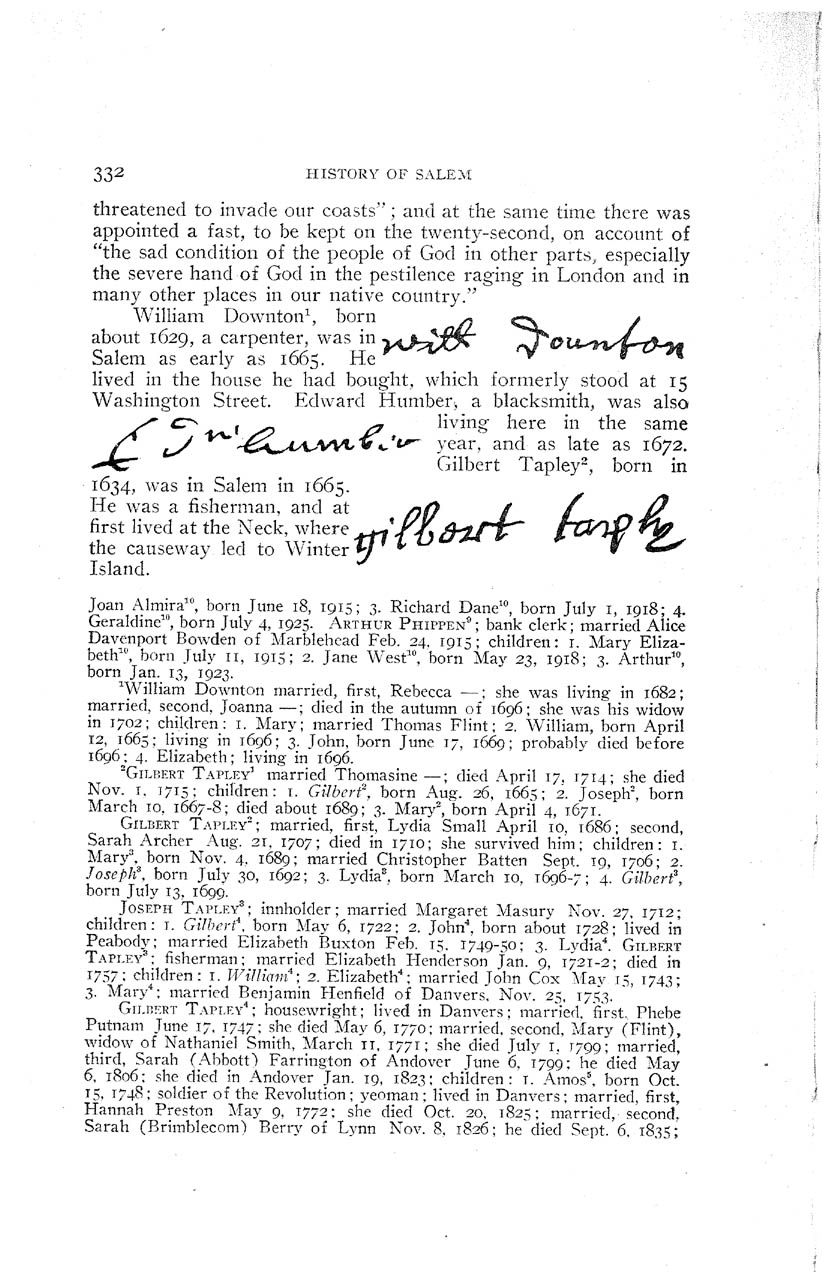 332 HISTORY OF SALEM
threatened to invade our coasts”; and at the same time there was
appointed a fast, to be kept on the twenty-second, on account of
“the sad condition of the people of God in other parts, especially
the severe hand of God in the pestilence raging in London and in
many other places in our native country.”
William Downton¹, born
about 1629, a carpenter, was in
Salem as early as 1665. He
will Dounton
lived in the house he had bought, which formerly stood at 15
Washington Street. Edward Humber, a blacksmith, was also
living here in the same
year, and as late as 1672.
Gilbert Tapley², born in
1634, was in Salem in 1665.
He was a fisherman, and at
first lived at the Neck, where
the causeway led to Winter
Island.
Joan Almira¹⁰, born June 18, 1915; 3. Richard Dane¹⁰, born July 1, 1918; 4.
Geraldine¹⁰, born July 4, 1925. ARTHUR PHIPPEN⁹; bank clerk; married Alice
Davenport Bowden of Marblehead Feb. 24, 1915; children: 1. Mary Eliza-
beth¹⁰, born July 11, 1915; 2. Jane West¹⁰, born May 23, 1918; 3. Arthur¹⁰,
born Jan. 13, 1923.
¹William Downton married, first, Rebecca —; she was living in 1682;
married, second, Joanna —; died in the autumn of 1696; she was his widow
in 1702; children: 1. Mary; married Thomas Flint; 2. William, born April
12, 1665; living in 1696; 3. John, born June 17, 1669; probably died before
1696; 4. Elizabeth; living in 1696.
²GILBERT TAPLEY¹ married Thomasine —; died April 17, 1714; she died
Nov. 1, 1715; children: 1. Gilbert², born Aug. 26, 1665; 2. Joseph², born
March 10, 1667-8; died about 1689; 3. Mary², born April 4, 1671.
GILBERT TAPLEY²; married, first, Lydia Small April 10, 1686; second,
Sarah Archer Aug. 21, 1707; died in 1710; she survived him; children: 1.
Mary³, born Nov. 4, 1689; married Christopher Batten Sept. 19, 1706; 2.
Joseph³, born July 30, 1692; 3. Lydia³, born March 10, 1696-7; 4. Gilbert³,
born July 13, 1699.
JOSEPH TAPLEY³; innholder; married Margaret Masury Nov. 27, 1712;
children: 1. Gilbert⁴, born May 6, 1722; 2. John⁴, born about 1728; lived in
Peabody; married Elizabeth Buxton Feb. 15, 1749-50; 3. Lydia⁴. GILBERT
TAPLEY³; fisherman; married Elizabeth Henderson Jan. 9, 1721-2; died in
1757; children: 1. William⁴; 2. Elizabeth⁴; married John Cox May 15, 1743;
3. Mary⁴; married Benjamin Henfield of Danvers, Nov. 25, 1753.
GILBERT TAPLEY⁴; housewright; lived in Danvers; married, first, Phebe
Putnam June 17, 1747; she died May 6, 1770; married, second, Mary (Flint),
widow of Nathaniel Smith, March 11, 1771; she died July 1, 1799; married,
third, Sarah (Abbott) Farrington of Andover June 6, 1799; he died May
6, 1806; she died in Andover Jan. 19, 1823; children: 1. Amos⁵, born Oct.
15, 1748; soldier of the Revolution; yeoman; lived in Danvers; married, first,
Hannah Preston May 9, 1772; she died Oct. 20, 1825; married, second,
Sarah (Brimblecom) Berry of Lynn Nov. 8, 1826; he died Sept. 6, 1835;